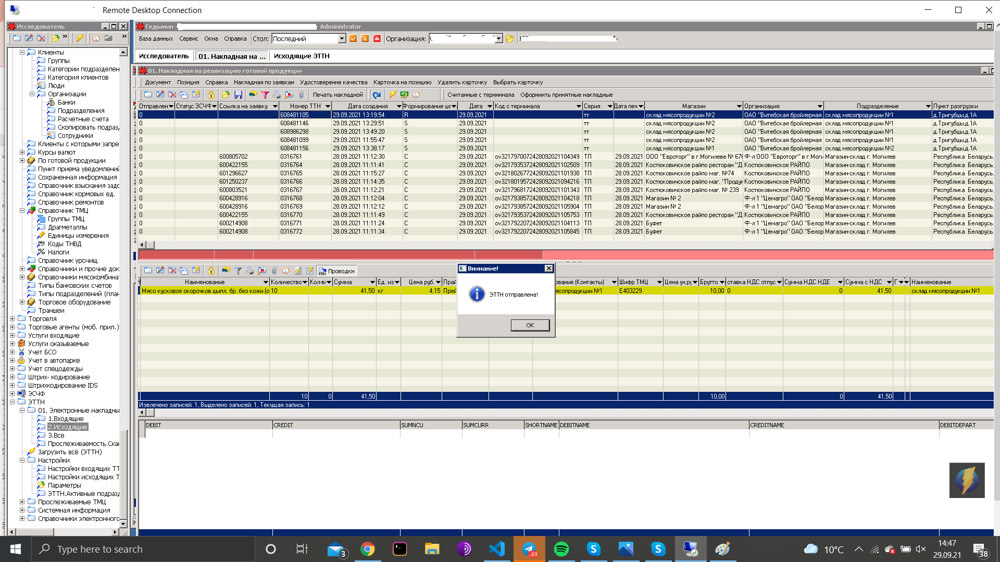 Remote Desktop Connection
Исследователь
Гедымин -
- Administrator
База данных Сервис Окна Справка Стол: Последний Организация:
Исследователь 01. Накладная на ... Исходящие ЭТТН
01. Накладная на реализацию готовой продукции
Документ Позиция Справка Накладная по заявкам Удостоверение качества Карточка на позицию Удалить карточку Выбрать карточку
Печать накладной Считанные с териминала Оформиить принятные накладные
Отправлен Статус ЭСЧФ Ссылка на заявку Номер ТТН Дата создания Формирование це Дата Код с терминала Серия Дата печ Магазин Организация Подразделение Пункт разгрузки
0 608481105 29.09.2021 13:19:54 R 29.09.2021 тт склад мясопродукции №2 ОАО "Витебская бройлерная склад мясопродукции №1 д.Тригубцы,д.1А
0 608481146 29.09.2021 13:29:51 S 29.09.2021 тт склад мясопродукции №2 ОАО "Витебская бройлерная склад мясопродукции №1 д.Тригубцы,д.1А
0 608986298 29.09.2021 13:49:20 S 29.09.2021 тт склад мясопродукции №2 ОАО "Витебская бройлерная склад мясопродукции №1 д.Тригубцы,д.1А
0 608481099 29.09.2021 11:55:47 S 29.09.2021 тт склад мясопродукции №2 ОАО "Витебская бройлерная склад мясопродукции №1 д.Тригубцы,д.1А
0 608481156 29.09.2021 13:38:17 S 29.09.2021 тт склад мясопродукции №1 ОАО "Витебская бройлерная склад мясопродукции №2 д.Тригубцы,д.1А
0 600805702 0316761 28.09.2021 11:12:30 C 29.09.2021 ov32179700724280920211043​49 ТП 29.09.2021 ООО "Евроторг" в г.Могилеве № 676 Ф-л ООО "Евроторг" в г.Моги Магазин-склад г. Могилев Республика Беларусь,
0 600422155 0316764 28.09.2021 11:11:41 C 29.09.2021 ov3217935372428092021102509 ТП 28.09.2021 Костюковичское райпо ресторан "Д Костюковичское РАЙПО Магазин-склад г. Могилев Республика Беларусь,
0 601296627 0316765 28.09.2021 11:15:27 C 29.09.2021 ov3218026772428092021101938 ТП 28.09.2021 Костюковичское райпо маг. №74 Костюковичское РАЙПО Магазин-склад г. Могилев Республика Беларусь,
0 601250237 0316766 28.09.2021 11:14:35 C 29.09.2021 ov3218019572428092021094216 ТП 29.09.2021 Костюковичское райпо маг. "Проду Костюковичское РАЙПО Магазин-склад г. Могилев Республика Беларусь,
0 600803521 0316767 28.09.2021 11:12:21 C 29.09.2021 ov3217968172428092021101343 ТП 28.09.2021 Костюковичское райпо маг. № 239 Костюковичское РАЙПО Магазин-склад г. Могилев Республика Беларусь,
0 600428916 0316768 28.09.2021 11:12:04 C 29.09.2021 ov3217938572428092021104218 ТП 28.09.2021 Магазин № 2 Ф-л 1 "Цемагро" ОАО "Белор Магазин-склад г. Могилев Республика Беларусь,
0 600428916 0316769 28.09.2021 11:12:12 C 29.09.2021 ov3217938572428092021105904 ТП 28.09.2021 Магазин № 2 Ф-л 1 "Цемагро" ОАО "Белор Магазин-склад г. Могилев Республика Беларусь,
0 600422155 0316770 28.09.2021 11:11:49 C 29.09.2021 ov3217935372428092021105753 ТП 28.09.2021 Костюковичское райпо ресторан "Д Костюковичское РАЙПО Магазин-склад г. Могилев Республика Беларусь,
0 600214908 0316771 28.09.2021 11:11:24 C 29.09.2021 ov3217922072428092021104113 ТП 28.09.2021 Буфет Ф-л 1 "Цемагро" ОАО "Белор Магазин-склад г. Могилев Республика Беларусь,
0 600214908 0316772 28.09.2021 11:11:34 C 29.09.2021 ov3217922072428092021105845 ТП 28.09.2021 Буфет Ф-л 1 "Цемагро" ОАО "Белор Магазин-склад г. Могилев Республика Беларусь,
Проводки
Наименование Количество Кол-в Сумма Ед. из Цена руб. Прай ование (Контакты) Шифр ТМЦ Цена уч.ру Брутто ставка НДС отпус Сумма НДС НДЕ Сумма с НДС Г Наименование
Мясо кусковое окорочков цыпл. бр. без кожи (о 10 41,50 кг 4,15 Прей ясопродукции №1 Е403229 10,00 0 0 41,50 склад мясопродукции №1
10 0 41,50 10,00 0 41,50
Извлечено записей: 1, Выделено записей: 1, Текущая запись: 1
DEBIT CREDIT SUMNCU SUMCURR SHORTNAME DEBITNAME CREDITNAME DEBITDEPART
Внимание!
ЭТТН отправлена!
OK
Клиенты
Группы
Категории подразделен
Категория клиентов
Люди
Организации
Банки
Подразделения
Расчетные счета
Скопировать подразд
Сотрудники
Клиенты с которыми запре
Курсы валют
По готовой продукции
Пункт приема уведомлений
Сохраненная информация
Справочник взыскания задо
Справочник кормовых ед.
Справочник ремонтов
Справочник ТМЦ
Группы ТМЦ
Драгметаллы
Единицы измерения
Коды ТНВД
Налоги
Справочник урочищ
Справочники и прочие док
Справочники мясокомбина
Типы банковских счетов
Типы подразделений (план
Торговое оборудование
Траншеи
Торговля
Торговые агенты (моб. прил.)
Услуги входящие
Услуги оказываемые
Учет БСО
Учет в автопарке
Учет спецодежды
Штрих- кодирование
Штрихкодирование IDS
ЭСЧФ
ЭТТН
01. Электронные накладны
1.Входящие
2.Исходящие
3.Все
Прослеживаемость.Скан
Загрузить всё (ЭТТН)
Настройки
Настройки входящих ТТ
Настройки исходящих Т
Параметры
ЭТТН.Активные подразд
Прослеживаемые ТМЦ
Системная информация
Справочники электронного
Type here to search
3
..69
10°C
14:47
29.09.21
38